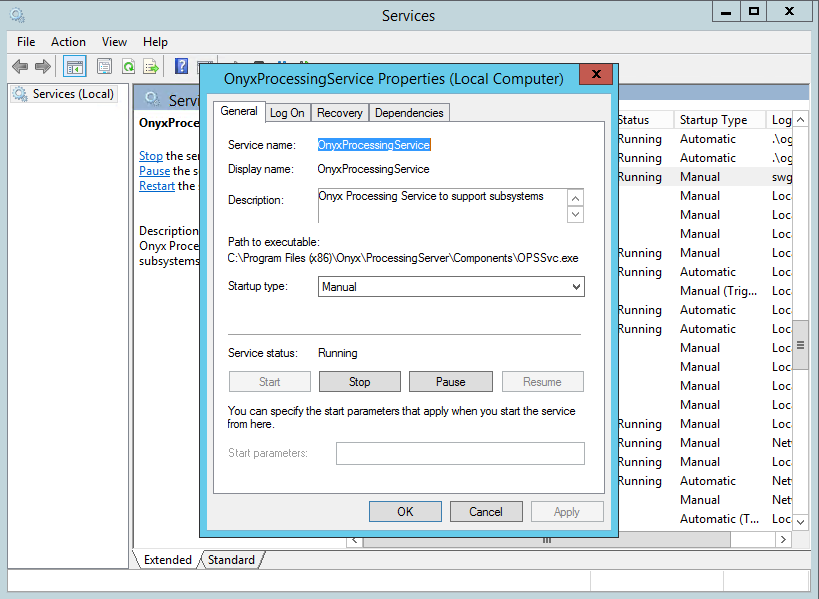 Services
File Action View Help
Services (Local)
OnyxProcessingService Properties (Local Computer)
General
Log On
Recovery
Dependencies
Service name: OnyxProcessingService
Display name: OnyxProcessingService
Description: Onyx Processing Service to support subsystems
Path to executable:
C:\Program Files (x86)\Onyx\ProcessingServer\Components\OPSSvc.exe
Startup type: Manual
Service status: Running
Start Stop Pause Resume
You can specify the start parameters that apply when you start the service
from here.
Start parameters:
OK Cancel Apply
Servi
OnyxProce
Stop the ser
Pause the s
Restart the
Description
Onyx Proce
subsystems
Status Startup Type Log
Running Automatic .\og
Running Automatic .\og
Running Manual swg
Manual Loc
Manual Loc
Manual Loc
Running Manual Loc
Running Automatic Loc
Manual (Trig... Loc
Running Automatic Loc
Running Automatic Loc
Manual Loc
Manual Loc
Manual Loc
Manual Loc
Running Manual Loc
Running Manual Net
Running Manual Loc
Running Automatic Net
Manual Net
Automatic (T... Loc
Extended Standard